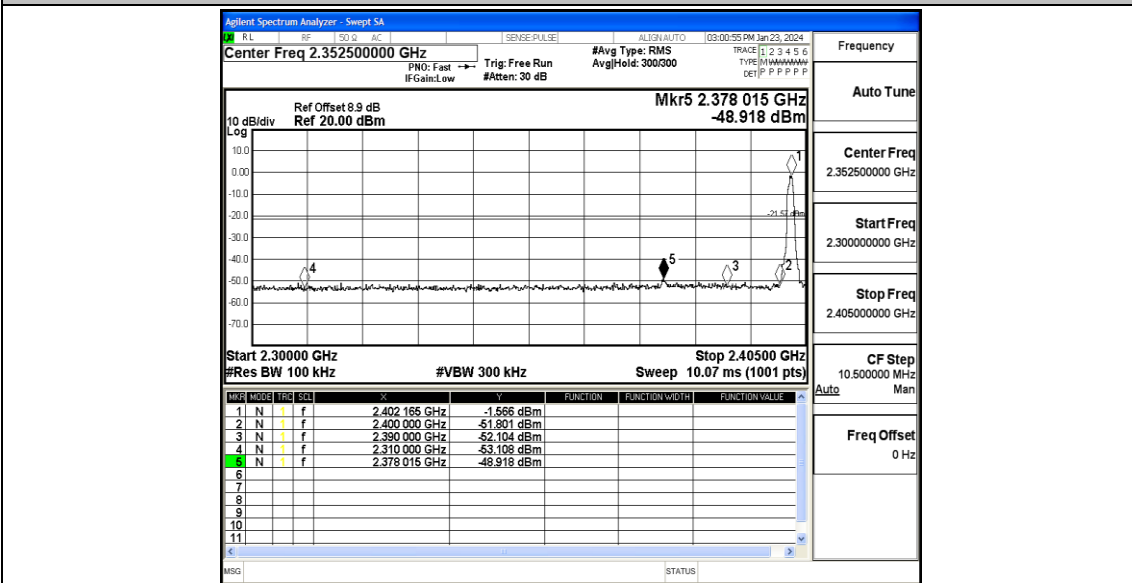 Agilent Spectrum Analyzer - Swept SA
RL RF 50 Ω AC SENSE:PULSE ALIGN AUTO 03:00:55 PM Jan 23, 2024
Center Freq 2.352500000 GHz
PNO: Fast
IFGain:Low
Trig: Free Run
#Atten: 30 dB
#Avg Type: RMS
Avg|Hold: 300/300
TRACE 1 2 3 4 5 6
TYPE M WWWWW
DET P P P P P P
Ref Offset 8.9 dB
10 dB/div Ref 20.00 dBm
Log
Mkr5 2.378 015 GHz
-48.918 dBm
10.0
0.00
-10.0
-20.0
-30.0
-40.0
-50.0
-60.0
-70.0
1
-21.57 dBm
4
5
3
2
Start 2.30000 GHz Stop 2.40500 GHz
#Res BW 100 kHz #VBW 300 kHz Sweep 10.07 ms (1001 pts)
MKR MODE TRC SCL X Y FUNCTION FUNCTION WIDTH FUNCTION VALUE
1 N 1 f 2.402 165 GHz -1.566 dBm
2 N 1 f 2.400 000 GHz -51.801 dBm
3 N 1 f 2.390 000 GHz -52.104 dBm
4 N 1 f 2.310 000 GHz -53.108 dBm
5 N 1 f 2.378 015 GHz -48.918 dBm
6
7
8
9
10
11
MSG STATUS
Frequency
Auto Tune
Center Freq
2.352500000 GHz
Start Freq
2.300000000 GHz
Stop Freq
2.405000000 GHz
CF Step
10.500000 MHz
Auto Man
Freq Offset
0 Hz